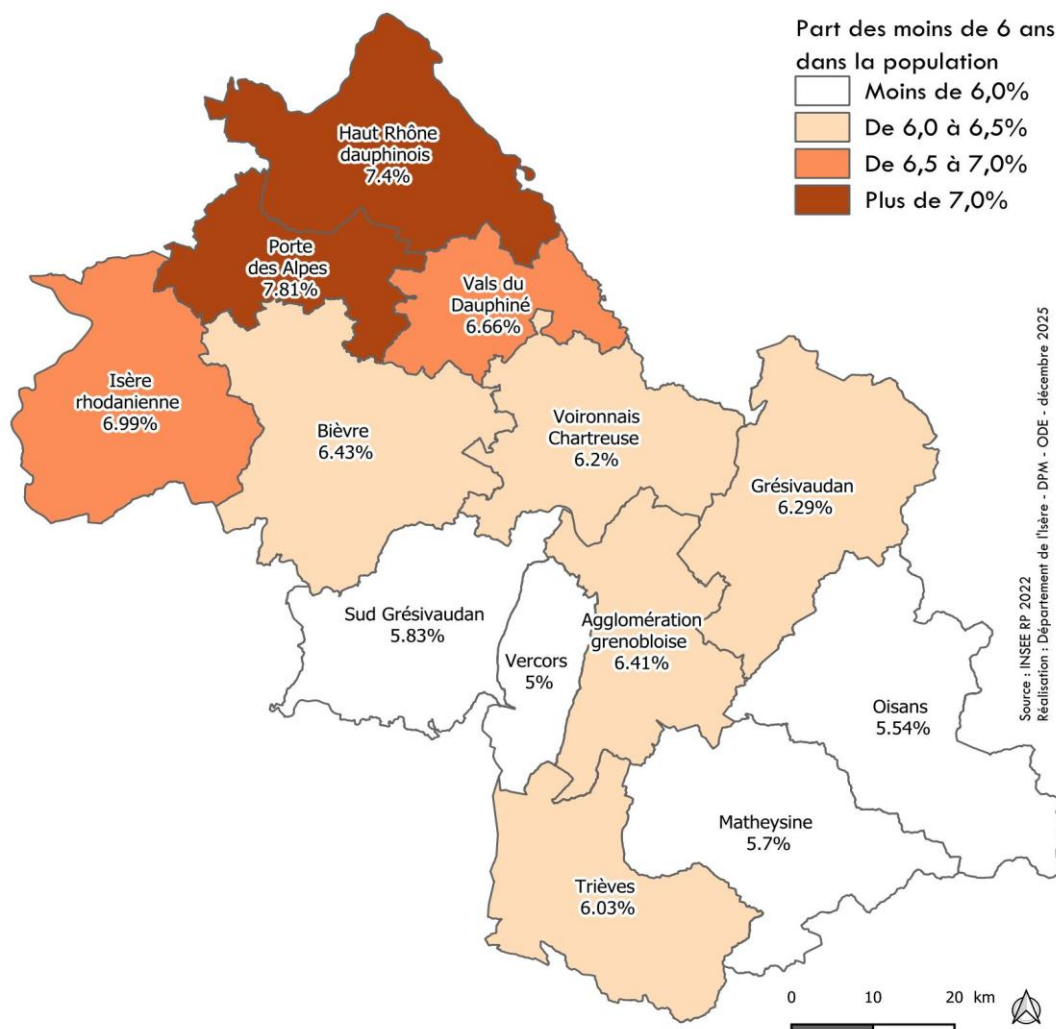 Part des moins de 6 ans
dans la population
Moins de 6,0%
De 6,0 à 6,5%
De 6,5 à 7,0%
Plus de 7,0%
Haut Rhône
dauphinois
7.4%
Porte
des Alpes
7.81%
Vals du
Dauphiné
6.66%
Isère
rhodanienne
6.99%
Bièvre
6.43%
Voironnais
Chartreuse
6.2%
Grésivaudan
6.29%
Sud Grésivaudan
5.83%
Vercors
5%
Agglomération
grenobloise
6.41%
Oisans
5.54%
Matheysine
5.7%
Trièves
6.03%
Source : INSEE RP 2022
Réalisation : Département de l'Isère - DPM - ODE - décembre 2025
0 10 20 km